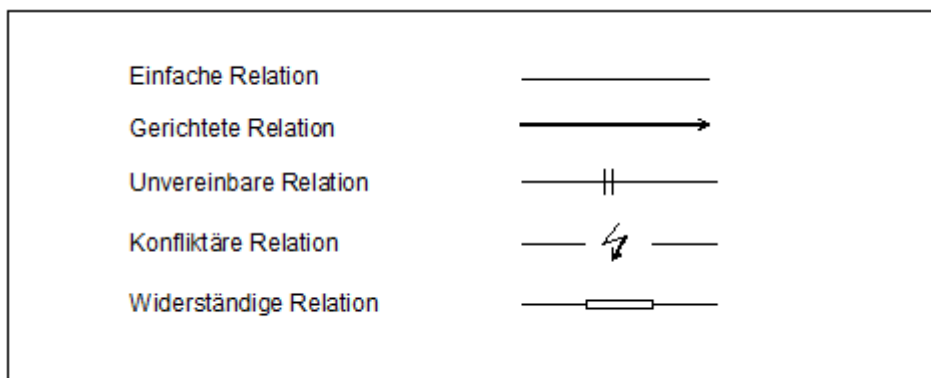 Einfache Relation
Gerichtete Relation
Unvereinbare Relation
Konfliktäre Relation
Widerständige Relation